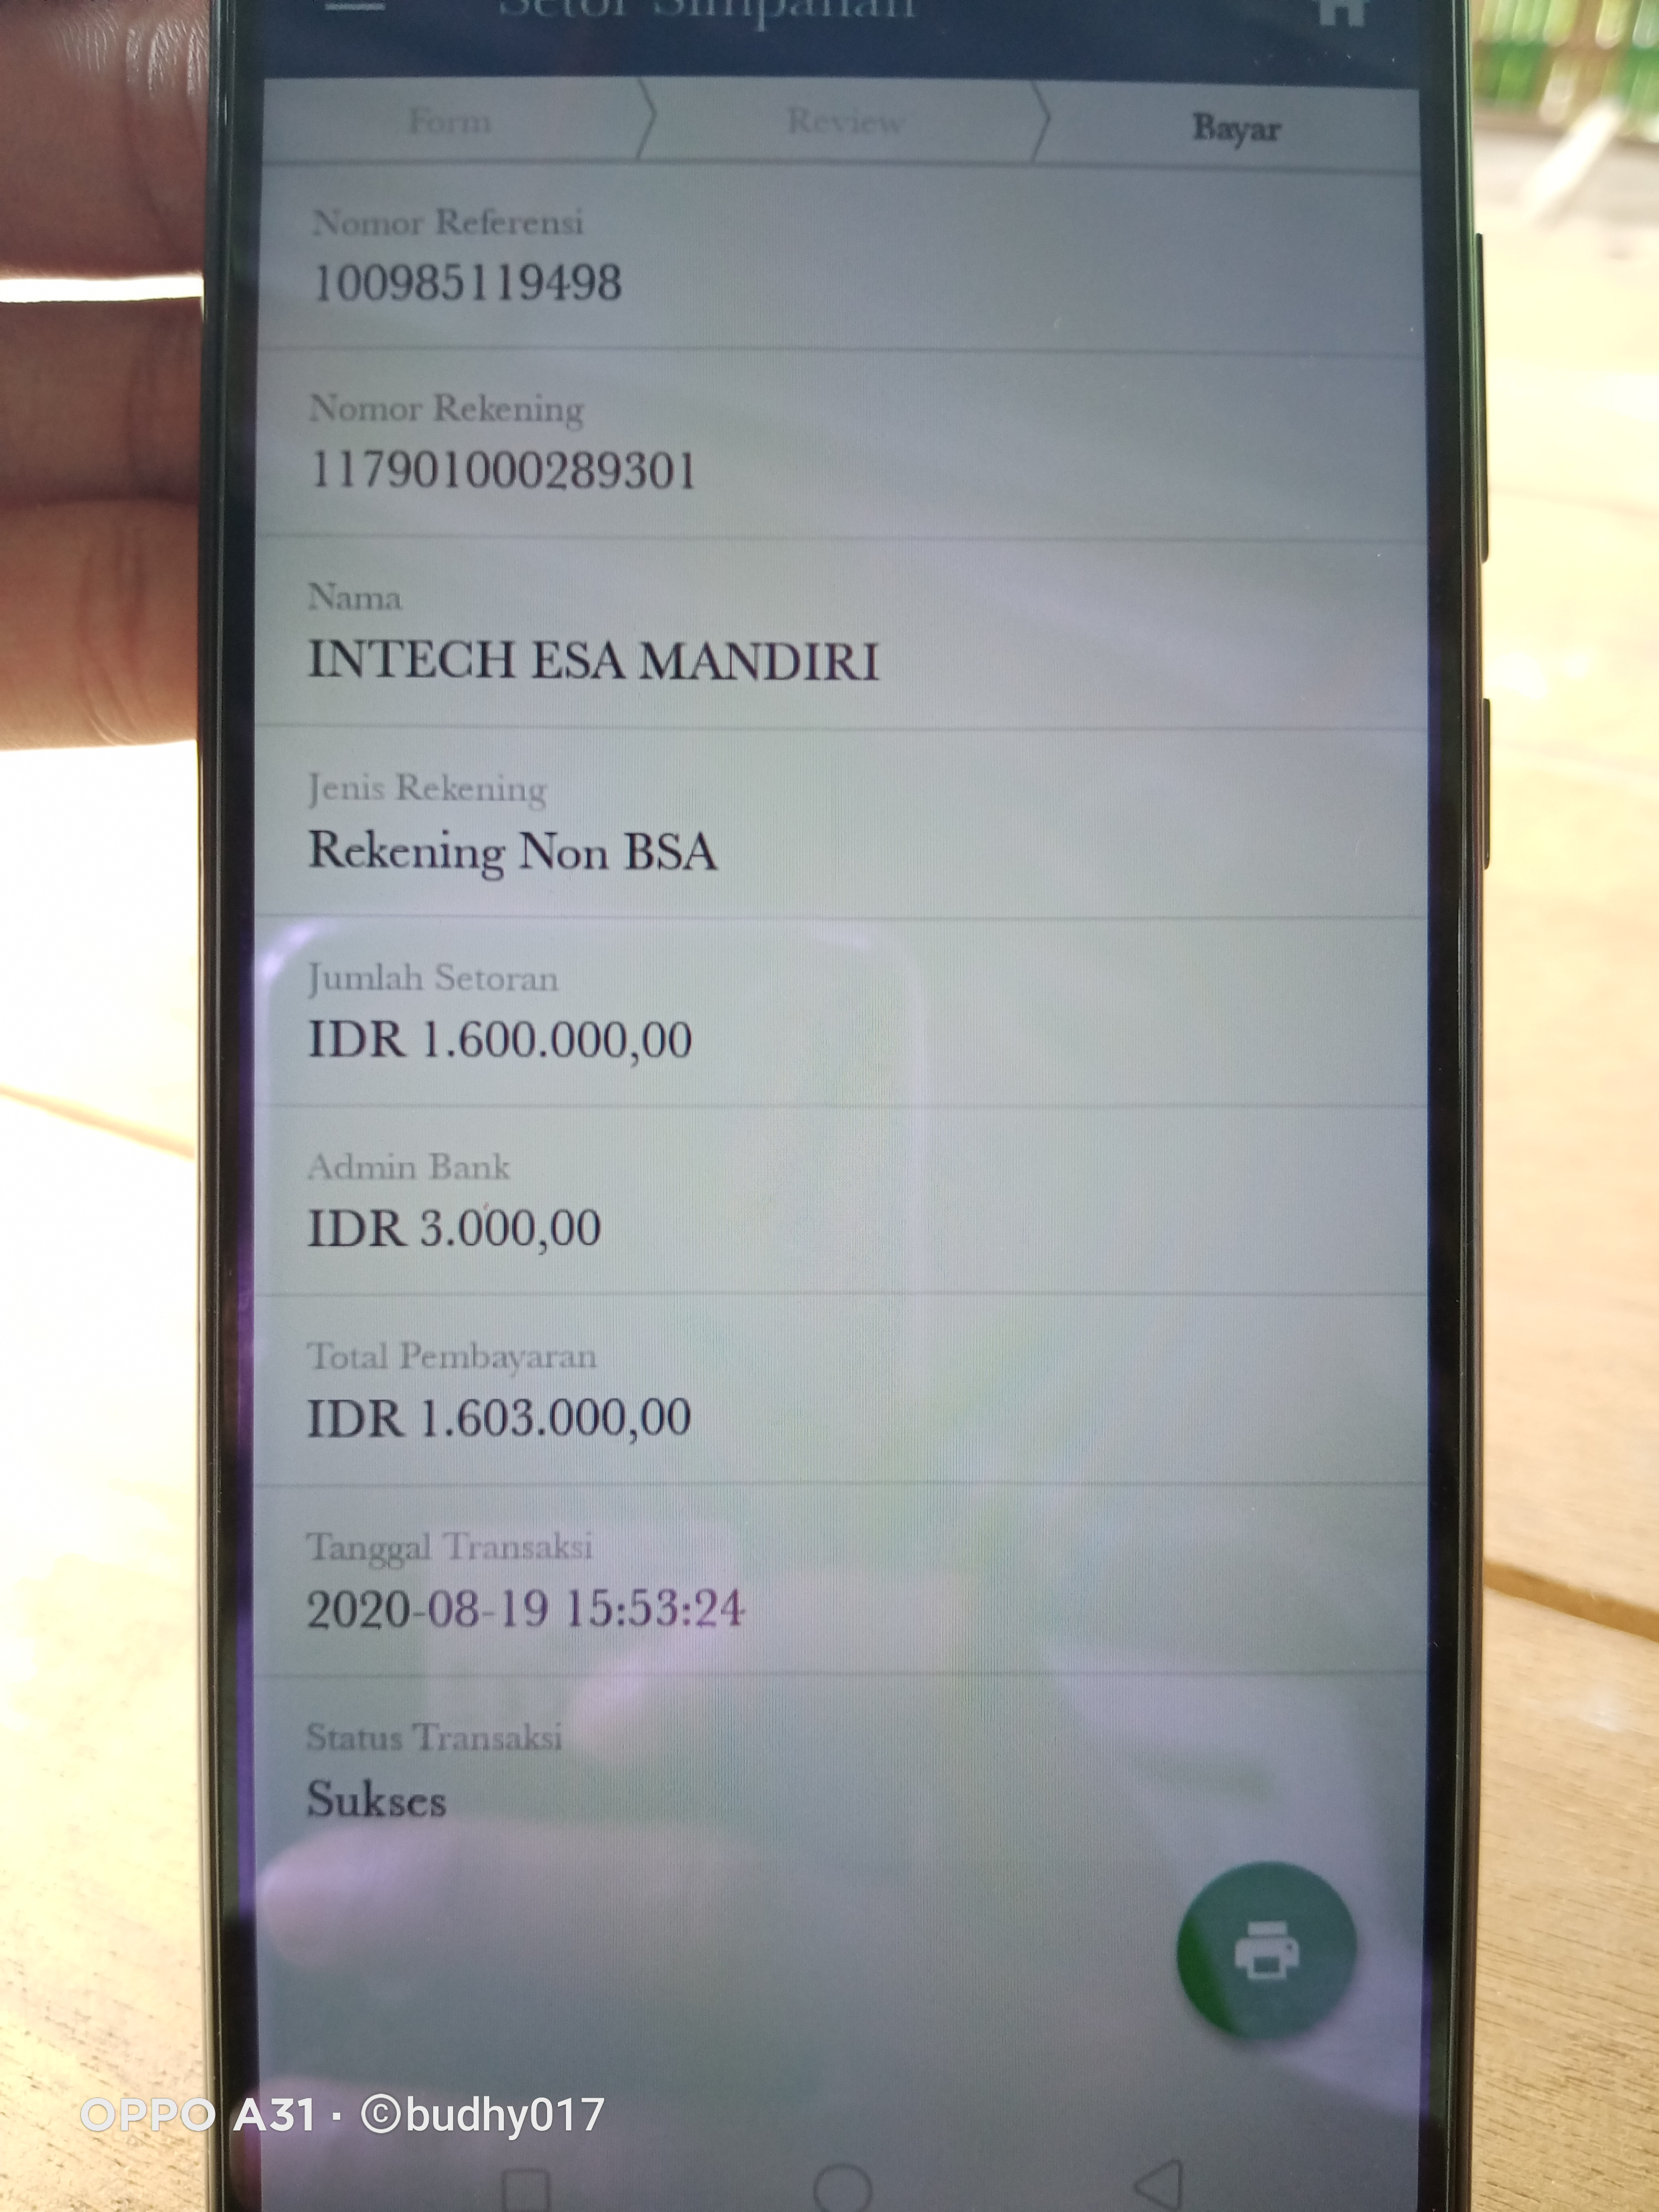 Setor Simpanan
Form
Review
Bayar
Nomor Referensi
100985119498
Nomor Rekening
117901000289301
Nama
INTECH ESA MANDIRI
Jenis Rekening
Rekening Non BSA
Jumlah Setoran
IDR 1.600.000,00
Admin Bank
IDR 3.000,00
Total Pembayaran
IDR 1.603.000,00
Tanggal Transaksi
2020-08-19 15:53:24
Status Transaksi
Sukses
OPPO A31 · ©budhy017